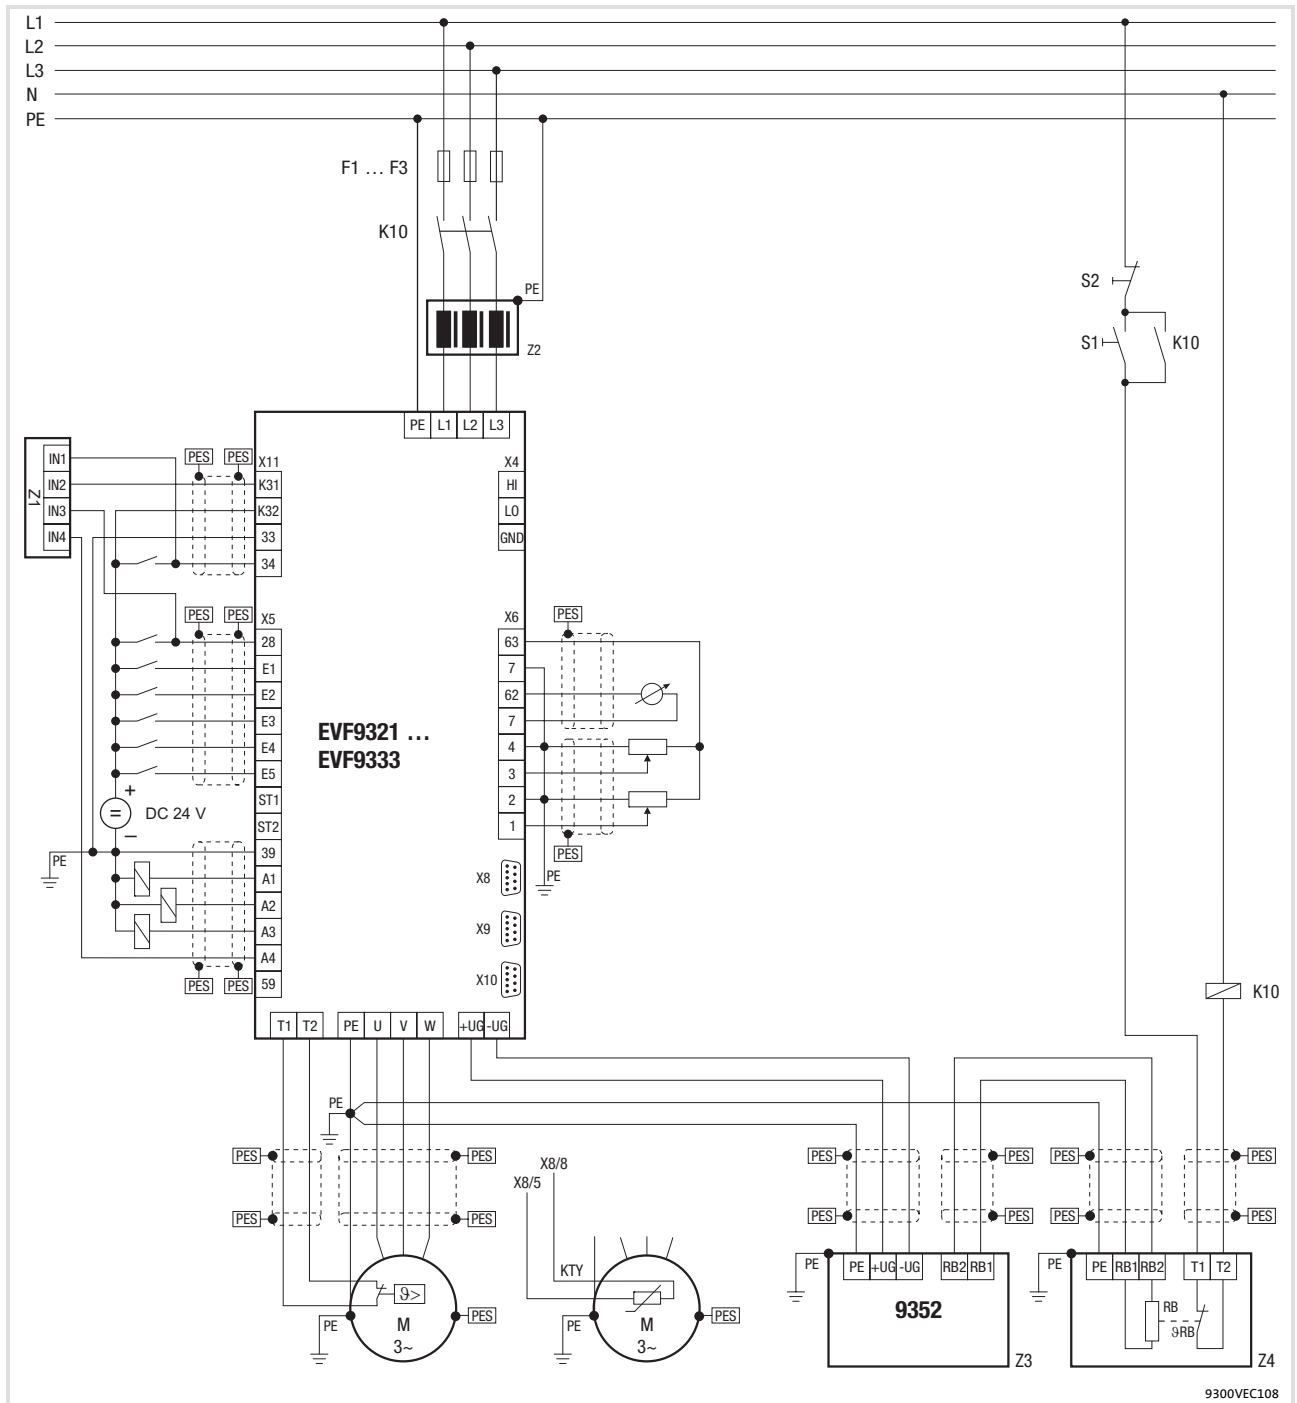 L1
L2
L3
N
PE
F1 … F3
K10
PE
Z2
S2
S1
K10
PE L1 L2 L3
Z1
IN1
IN2
IN3
IN4
PES PES
X11
K31
K32
33
34
X4
HI
LO
GND
PES PES
X5
28
E1
E2
E3
E4
E5
ST1
ST2
39
A1
A2
A3
A4
59
PES PES
+
=
DC 24 V
–
PE
EVF9321 …
EVF9333
X6
63
7
62
7
4
3
2
1
PES
PES
PE
X8
X9
X10
K10
T1 T2 PE U V W +UG -UG
PE
PES PES
PES PES
X8/8
X8/5
PES PES PES PES
PES PES PES PES
ϑ>
M
3~
PE
PES
KTY
M
3~
PE
PES
PE
PE +UG -UG RB2 RB1
9352
Z3
PE
PE RB1 RB2 T1 T2
RB
ϑRB
Z4
9300VEC108